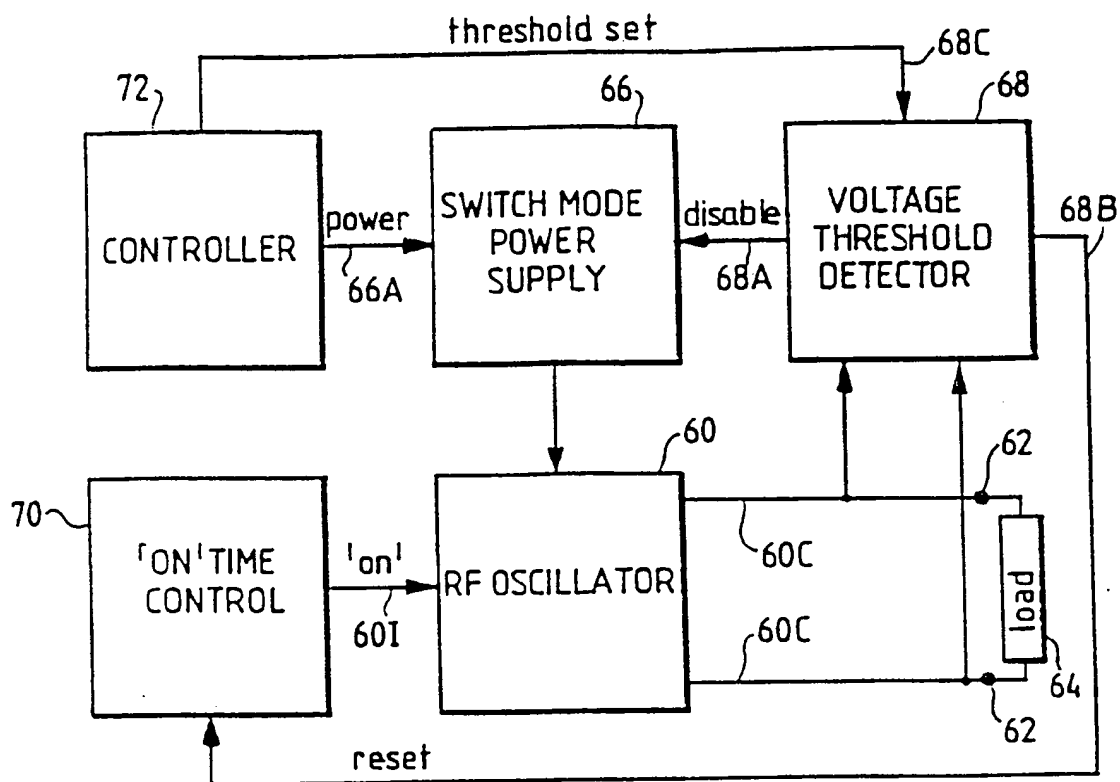 threshold set
68C
72
66
68
CONTROLLER
power
66A
SWITCH MODE
POWER
SUPPLY
disable
68A
VOLTAGE
THRESHOLD
DETECTOR
68B
60
62
70
'ON' TIME
CONTROL
'on'
60I
RF OSCILLATOR
60C
60C
load
64
62
reset